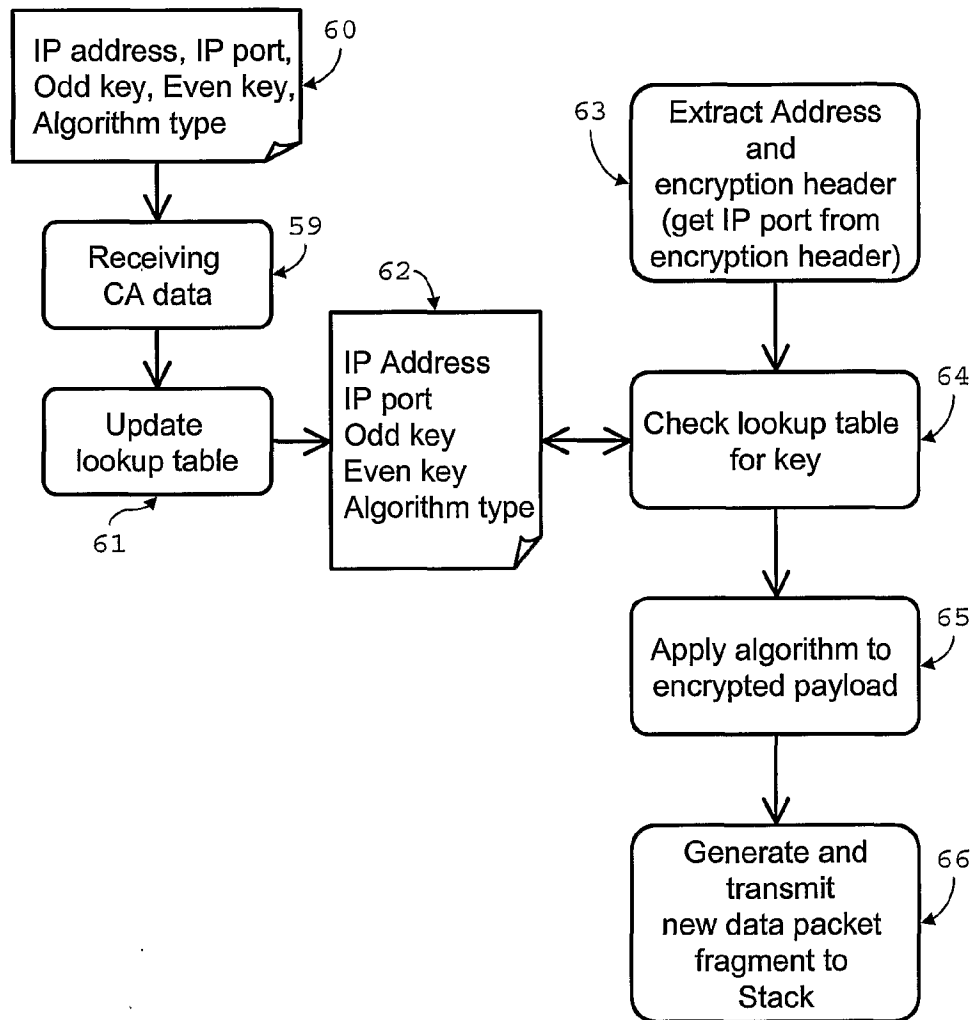 IP address, IP port,
Odd key, Even key,
Algorithm type
60
Receiving
CA data
59
Update
lookup table
61
62
IP Address
IP port
Odd key
Even key
Algorithm type
63
Extract Address
and
encryption header
(get IP port from
encryption header)
Check lookup table
for key
64
Apply algorithm to
encrypted payload
65
Generate and
transmit
new data packet
fragment to
Stack
66